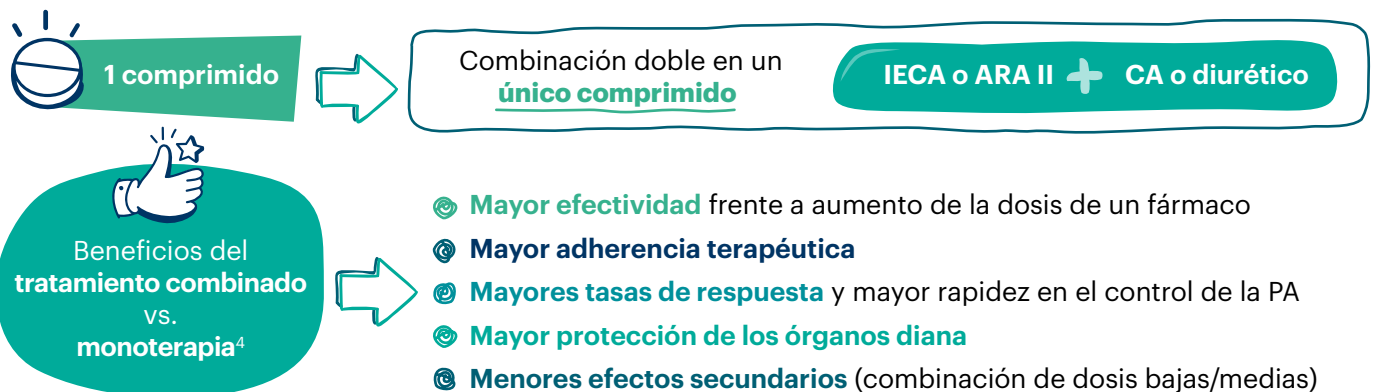 1 comprimido
Combinación doble en un
único comprimido
IECA o ARA II + CA o diurético
Beneficios del
tratamiento combinado
vs.
monoterapia⁴
Mayor efectividad frente a aumento de la dosis de un fármaco
Mayor adherencia terapéutica
Mayores tasas de respuesta y mayor rapidez en el control de la PA
Mayor protección de los órganos diana
Menores efectos secundarios (combinación de dosis bajas/medias)